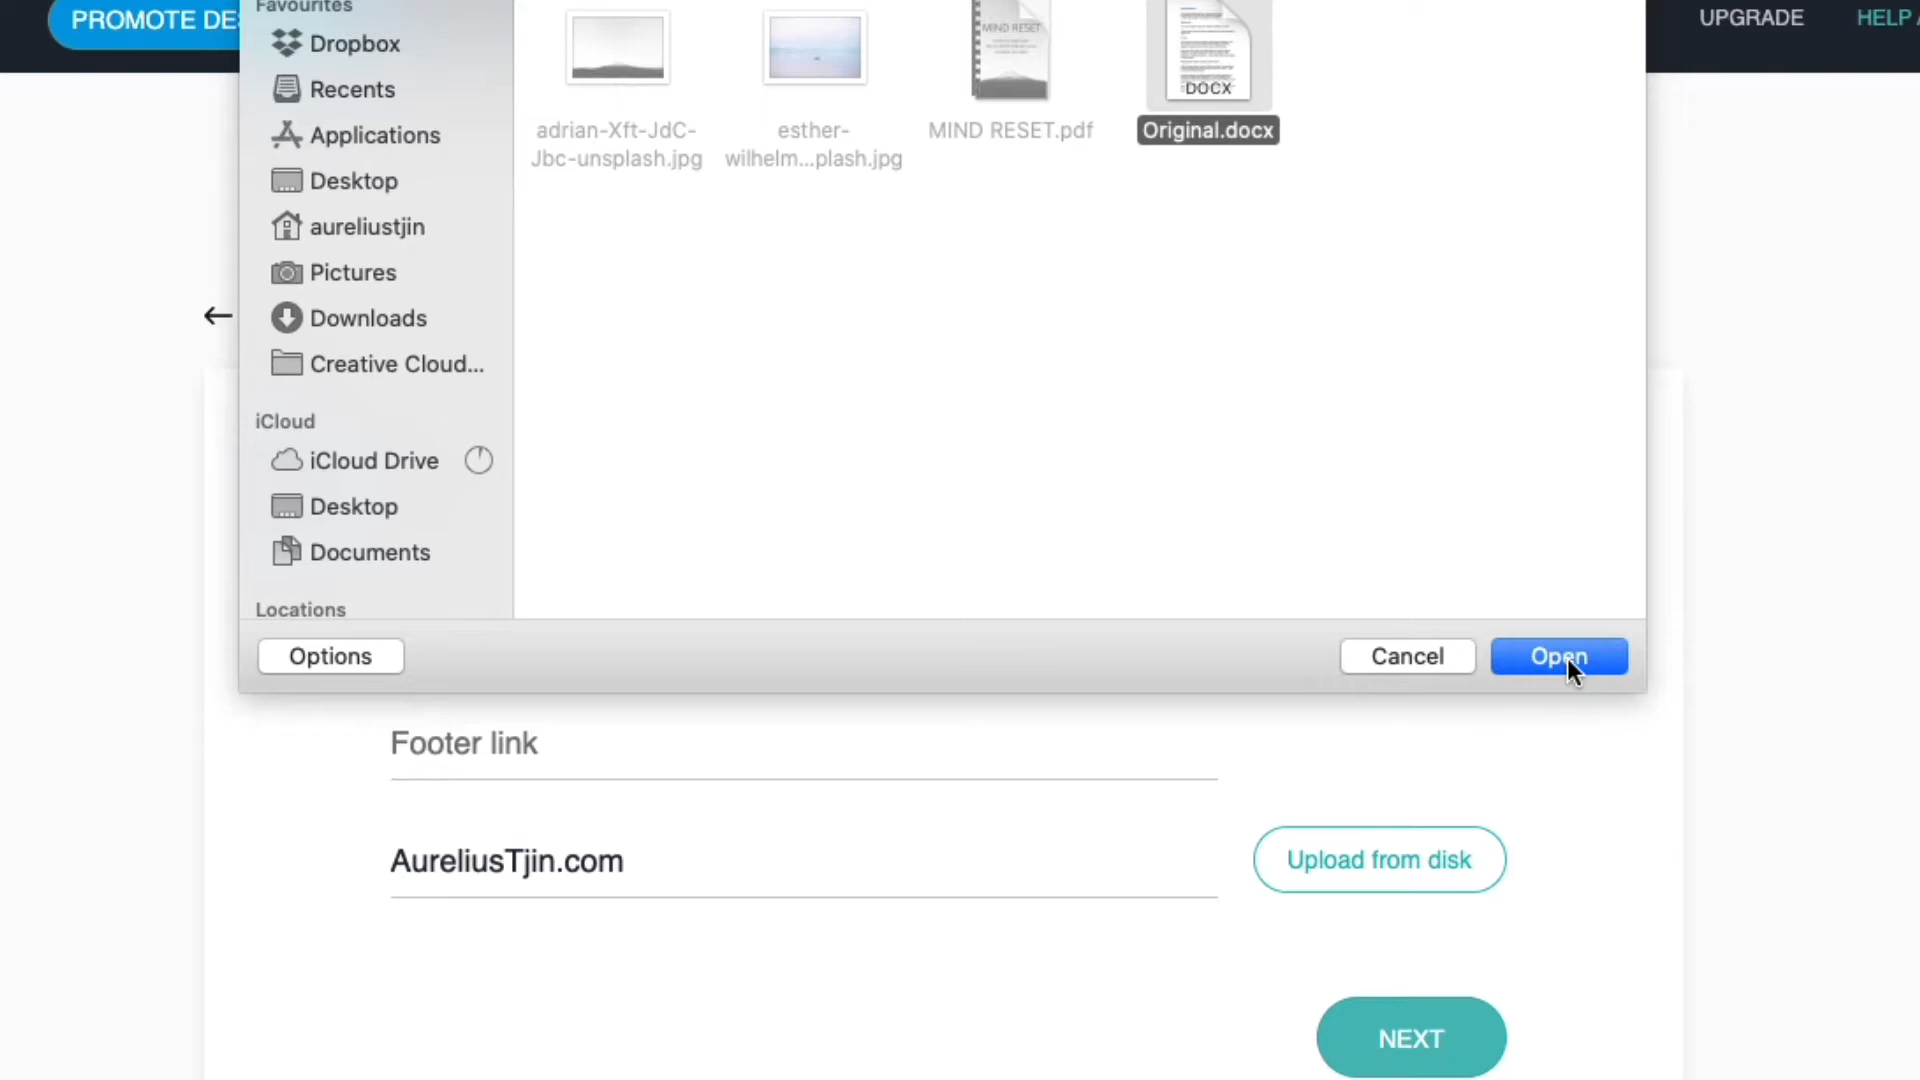 PROMOTE DE
UPGRADE
HELP
Favourites
Dropbox
Recents
Applications
Desktop
aureliustjin
Pictures
Downloads
Creative Cloud...
iCloud
iCloud Drive
Desktop
Documents
Locations
adrian-Xft-JdC-
Jbc-unsplash.jpg
esther-
wilhelm...plash.jpg
MIND RESET
MIND RESET.pdf
DOCX
Original.docx
Options
Cancel
Open
Footer link
AureliusTjin.com
Upload from disk
NEXT